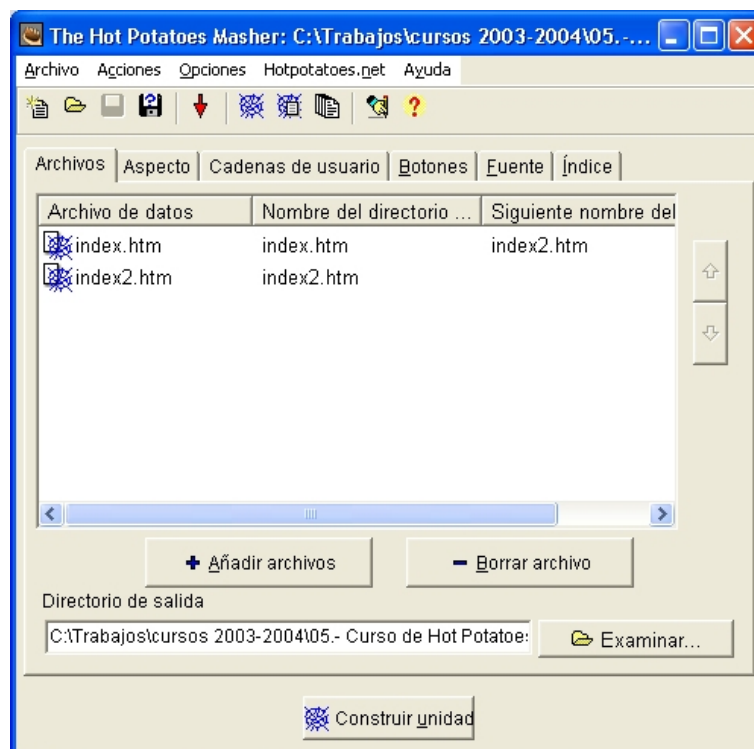 The Hot Potatoes Masher: C:\Trabajos\cursos 2003-2004\05.-...
Archivo Acciones Opciones Hotpotatoes.net Ayuda
Archivos Aspecto Cadenas de usuario Botones Fuente Índice
Archivo de datos Nombre del directorio ... Siguiente nombre del
index.htm index.htm index2.htm
index2.htm index2.htm
+ Añadir archivos - Borrar archivo
Directorio de salida
C:\Trabajos\cursos 2003-2004\05.- Curso de Hot Potatoe: Examinar...
Construir unidad